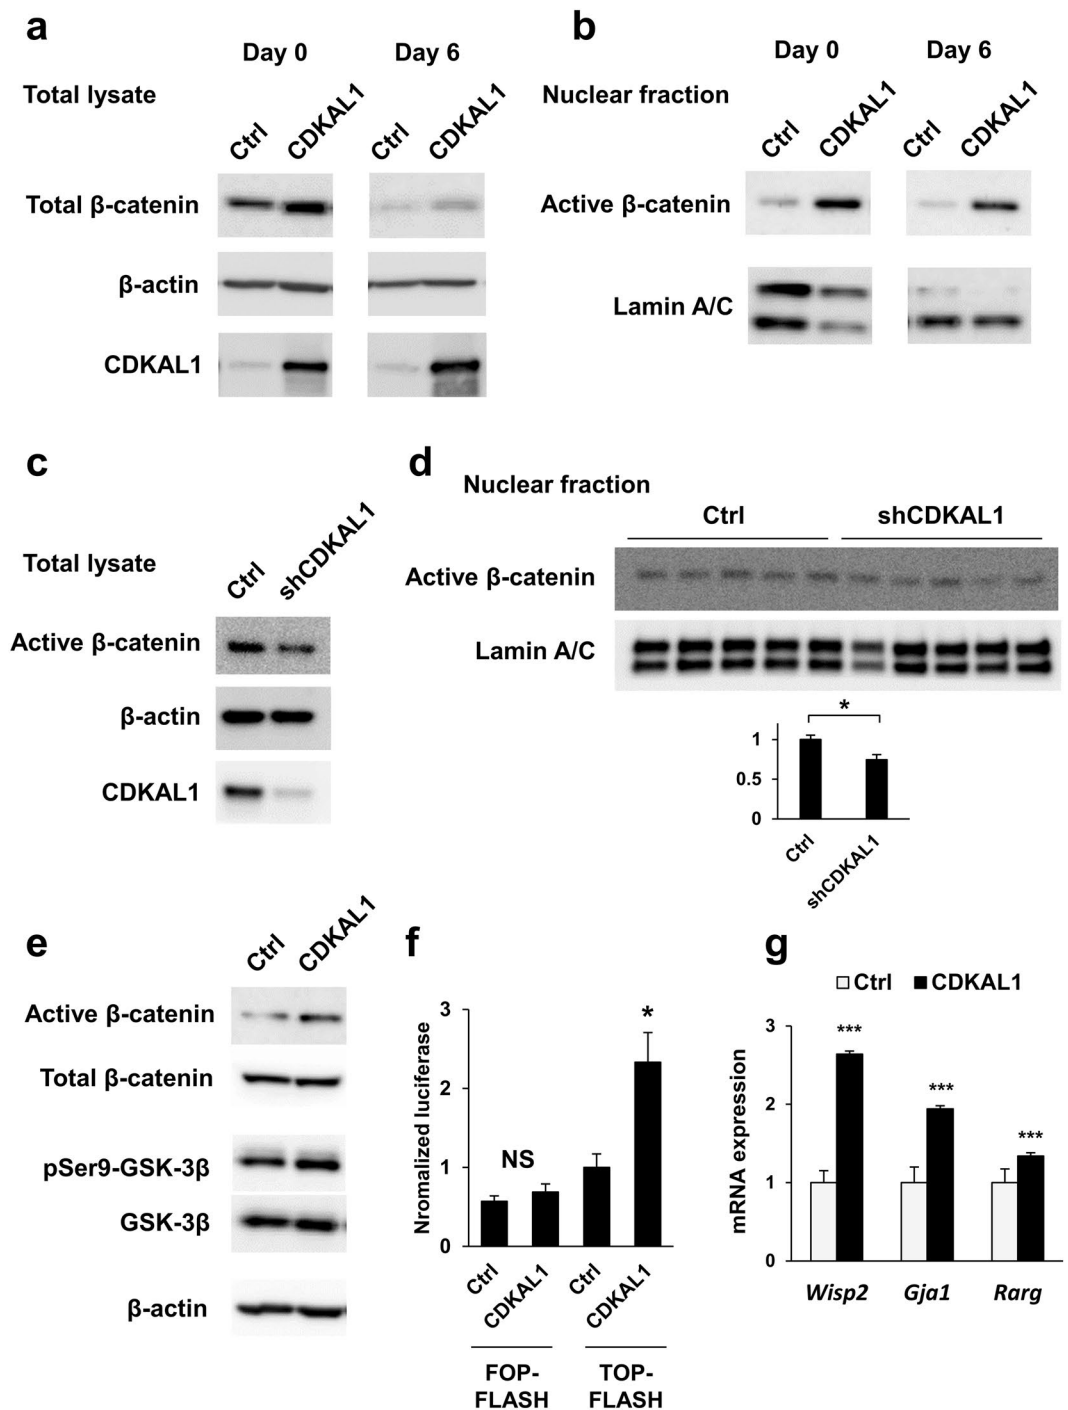 a
Day 0 Day 6
Total lysate
Ctrl CDKAL1 Ctrl CDKAL1
Total β-catenin
β-actin
CDKAL1
b
Day 0 Day 6
Nuclear fraction
Ctrl CDKAL1 Ctrl CDKAL1
Active β-catenin
Lamin A/C
c
Total lysate
Ctrl shCDKAL1
Active β-catenin
β-actin
CDKAL1
d
Nuclear fraction
Ctrl shCDKAL1
Active β-catenin
Lamin A/C
*
1
0.5
0
Ctrl shCDKAL1
e
Ctrl CDKAL1
Active β-catenin
Total β-catenin
pSer9-GSK-3β
GSK-3β
β-actin
f
Nromalized luciferase
3
2
1
0
NS
*
Ctrl CDKAL1 Ctrl CDKAL1
FOP-
FLASH
TOP-
FLASH
g
Ctrl CDKAL1
mRNA expression
3
2
1
0
*** *** ***
Wisp2 Gja1 Rarg